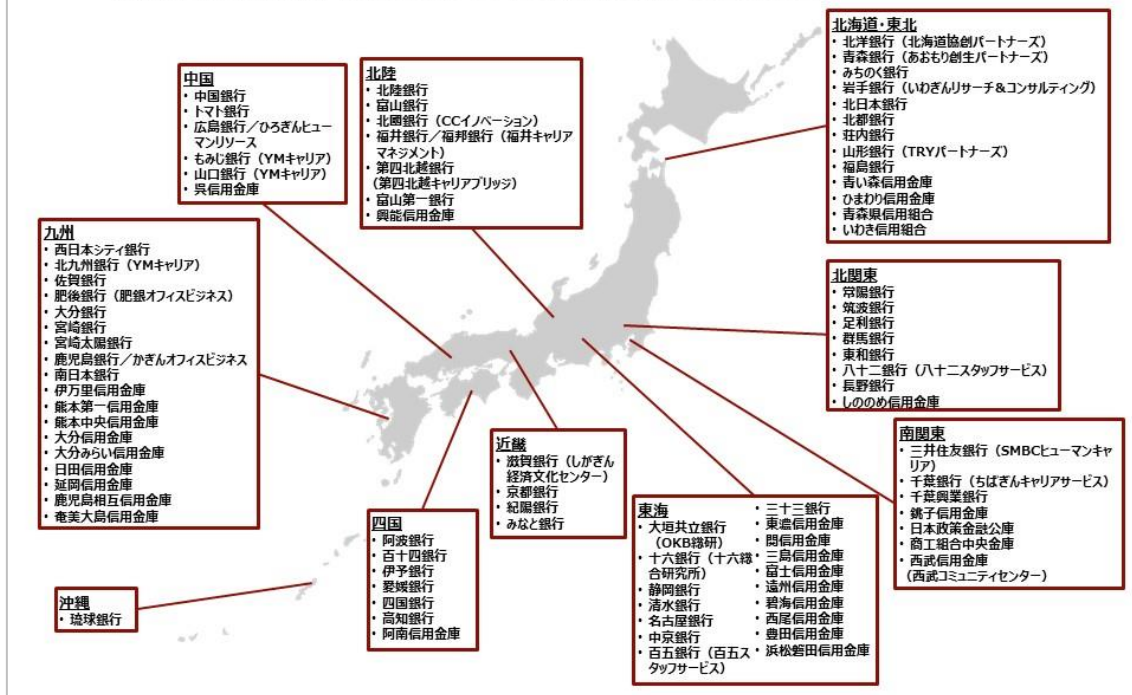 北海道・東北
・ 北洋銀行（北海道協創パートナーズ）
・ 青森銀行（あおもり創生パートナーズ）
・ みちのく銀行
・ 岩手銀行（いわぎんリサーチ＆コンサルティング）
・ 北日本銀行
・ 北都銀行
・ 荘内銀行
・ 山形銀行（TRYパートナーズ）
・ 福島銀行
・ 青い森信用金庫
・ ひまわり信用金庫
・ 青森県信用組合
・ いわき信用組合
北陸
・ 北陸銀行
・ 富山銀行
・ 北國銀行（CCイノベーション）
・ 福井銀行／福邦銀行（福井キャリア
マネジメント）
・ 第四北越銀行
（第四北越キャリアブリッジ）
・ 富山第一銀行
・ 興能信用金庫
中国
・ 中国銀行
・ トマト銀行
・ 広島銀行／ひろぎんヒュー
マンリソース
・ もみじ銀行（YMキャリア）
・ 山口銀行（YMキャリア）
・ 呉信用金庫
九州
・ 西日本シティ銀行
・ 北九州銀行（YMキャリア）
・ 佐賀銀行
・ 肥後銀行（肥銀オフィスビジネス）
・ 大分銀行
・ 宮崎銀行
・ 宮崎太陽銀行
・ 鹿児島銀行／かぎんオフィスビジネス
・ 南日本銀行
・ 伊万里信用金庫
・ 熊本第一信用金庫
・ 熊本中央信用金庫
・ 大分信用金庫
・ 大分みらい信用金庫
・ 日田信用金庫
・ 延岡信用金庫
・ 鹿児島相互信用金庫
・ 奄美大島信用金庫
北関東
・ 常陽銀行
・ 筑波銀行
・ 足利銀行
・ 群馬銀行
・ 東和銀行
・ 八十二銀行（八十二スタッフサービス）
・ 長野銀行
・ しののめ信用金庫
南関東
・ 三井住友銀行（SMBCヒューマンキャ
リア）
・ 千葉銀行（ちばぎんキャリアサービス）
・ 千葉興業銀行
・ 銚子信用金庫
・ 日本政策金融公庫
・ 商工組合中央金庫
・ 西武信用金庫
（西武コミュニティセンター）
近畿
・ 滋賀銀行（しがぎん
経済文化センター）
・ 京都銀行
・ 紀陽銀行
・ みなと銀行
東海
・ 大垣共立銀行
（OKB総研）
・ 十六銀行（十六総
合研究所）
・ 静岡銀行
・ 清水銀行
・ 名古屋銀行
・ 中京銀行
・ 百五銀行（百五ス
タッフサービス）
・ 三十三銀行
・ 東濃信用金庫
・ 関信用金庫
・ 三島信用金庫
・ 富士信用金庫
・ 遠州信用金庫
・ 碧海信用金庫
・ 西尾信用金庫
・ 豊田信用金庫
・ 浜松磐田信用金庫
四国
・ 阿波銀行
・ 百十四銀行
・ 伊予銀行
・ 愛媛銀行
・ 四国銀行
・ 高知銀行
・ 阿南信用金庫
沖縄
・ 琉球銀行